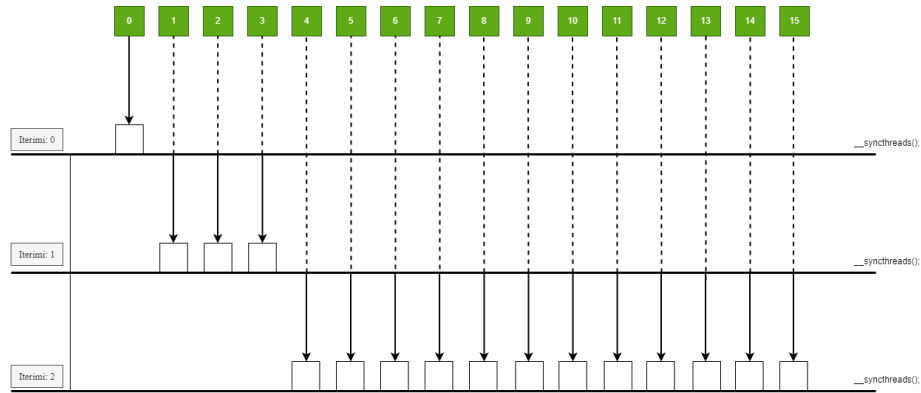 0 1 2 3 4 5 6 7 8 9 10 11 12 13 14 15
Iterimi: 0
__syncthreads();
Iterimi: 1
__syncthreads();
Iterimi: 2
__syncthreads();